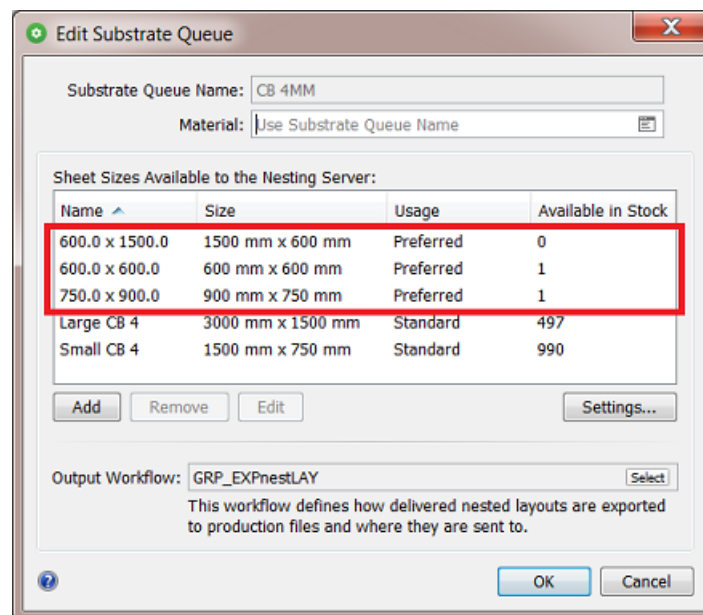 Edit Substrate Queue
X
Substrate Queue Name: CB 4MM
Material: Use Substrate Queue Name
Sheet Sizes Available to the Nesting Server:
Name Size Usage Available in Stock
600.0 x 1500.0 1500 mm x 600 mm Preferred 0
600.0 x 600.0 600 mm x 600 mm Preferred 1
750.0 x 900.0 900 mm x 750 mm Preferred 1
Large CB 4 3000 mm x 1500 mm Standard 497
Small CB 4 1500 mm x 750 mm Standard 990
Add Remove Edit Settings...
Output Workflow: GRP_EXPnestLAY Select
This workflow defines how delivered nested layouts are exported
to production files and where they are sent to.
? OK Cancel